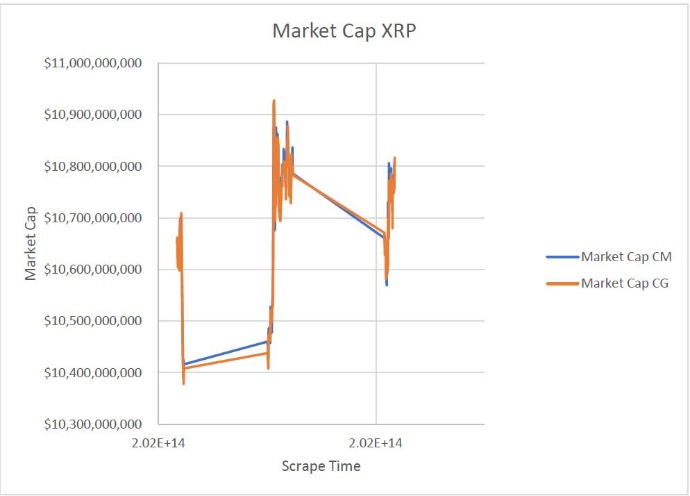 Market Cap XRP
$11,000,000,000
$10,900,000,000
$10,800,000,000
$10,700,000,000
$10,600,000,000
$10,500,000,000
$10,400,000,000
$10,300,000,000
Market Cap
2.02E+14 2.02E+14
Scrape Time
Market Cap CM
Market Cap CG